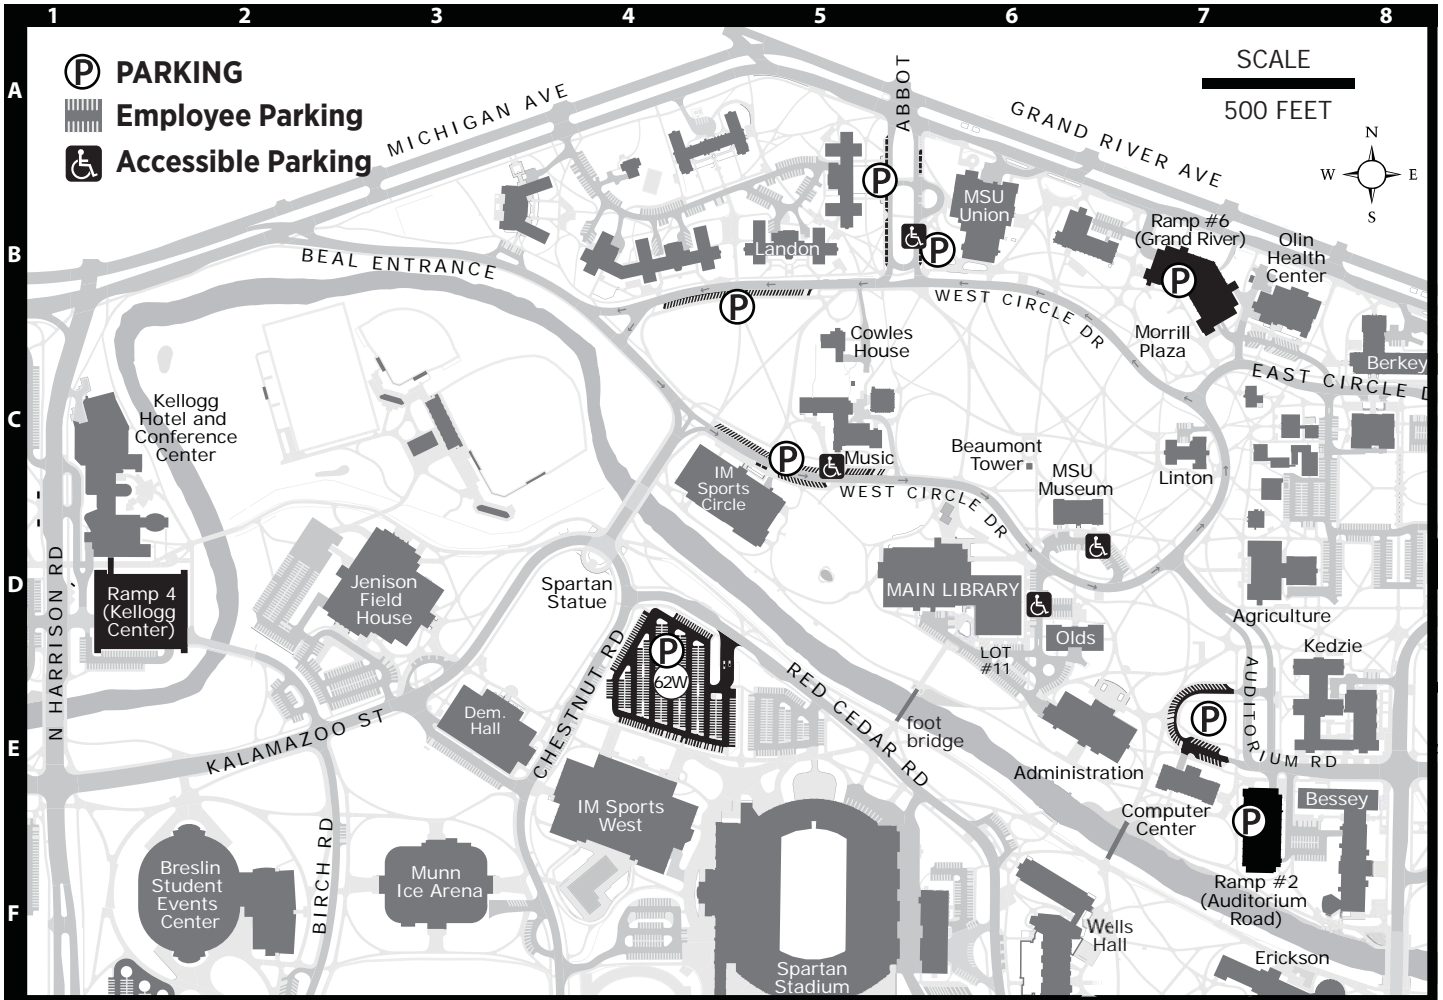 1 2 3 4 5 6 7 8
A
B
C
D
E
F
P PARKING
Employee Parking
Accessible Parking
SCALE
500 FEET
N
W E
S
MICHIGAN AVE
ABBOT
GRAND RIVER AVE
P
MSU
Union
P
Landon
BEAL ENTRANCE
Ramp #6
(Grand River)
P
Olin
Health
Center
P
WEST CIRCLE DR
Cowles
House
Morrill
Plaza
Berkey
EAST CIRCLE D
Kellogg
Hotel and
Conference
Center
P
Music
IM
Sports
Circle
WEST CIRCLE DR
Beaumont
Tower
MSU
Museum
Linton
N HARRISON RD
Ramp 4
(Kellogg
Center)
Jenison
Field
House
Spartan
Statue
MAIN LIBRARY
Agriculture
Olds
LOT
#11
Kedzie
P
62W
CHESTNUT RD
RED CEDAR RD
AUDITORIUM RD
P
foot
bridge
Dem.
Hall
KALAMAZOO ST
Administration
IM Sports
West
Computer
Center
P
Bessey
Breslin
Student
Events
Center
BIRCH RD
Munn
Ice Arena
Ramp #2
(Auditorium
Road)
Wells
Hall
Spartan
Stadium
Erickson